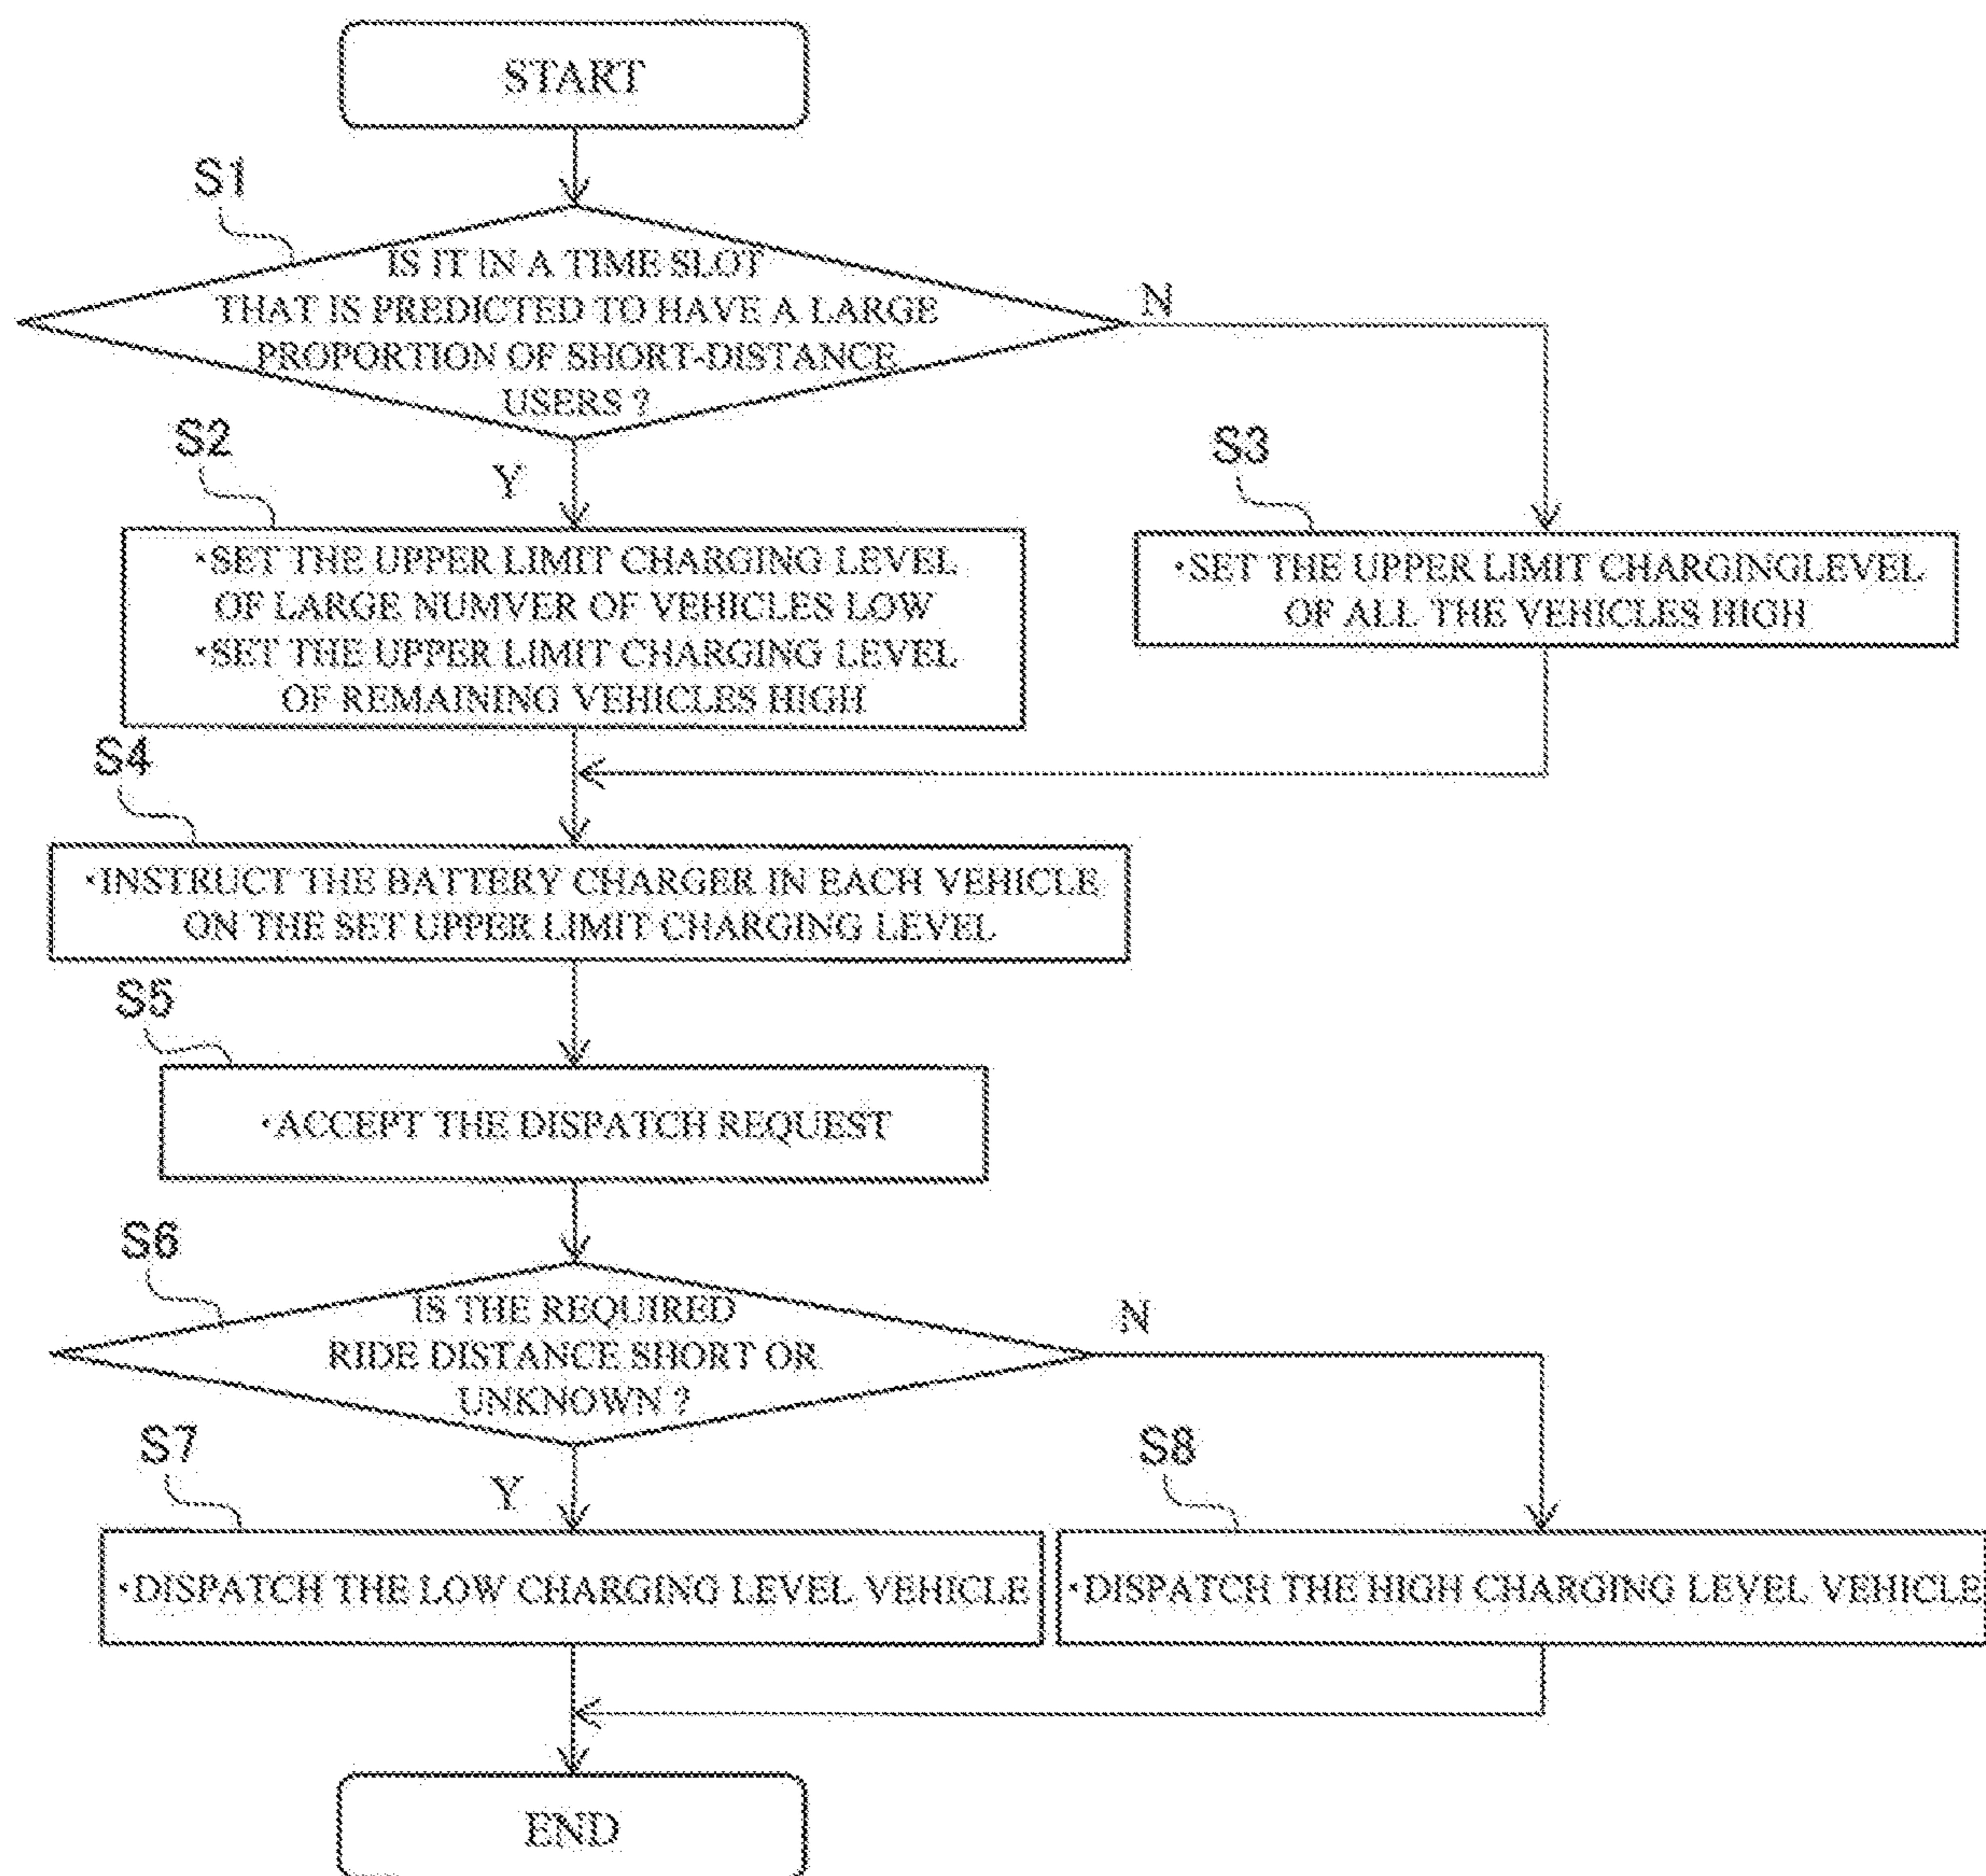 START
S1
IS IT IN A TIME SLOT
THAT IS PREDICTED TO HAVE A LARGE
PROPORTION OF SHORT-DISTANCE
USERS ?
N
Y
S2
・SET THE UPPER LIMIT CHARGING LEVEL
OF LARGE NUMVER OF VEHICLES LOW
・SET THE UPPER LIMIT CHARGING LEVEL
OF REMAINING VEHICLES HIGH
S3
・SET THE UPPER LIMIT CHARGINGLEVEL
OF ALL THE VEHICLES HIGH
S4
・INSTRUCT THE BATTERY CHARGER IN EACH VEHICLE
ON THE SET UPPER LIMIT CHARGING LEVEL
S5
・ACCEPT THE DISPATCH REQUEST
S6
IS THE REQUIRED
RIDE DISTANCE SHORT OR
UNKNOWN ?
N
Y
S7
・DISPATCH THE LOW CHARGING LEVEL VEHICLE
S8
・DISPATCH THE HIGH CHARGING LEVEL VEHICLE
END